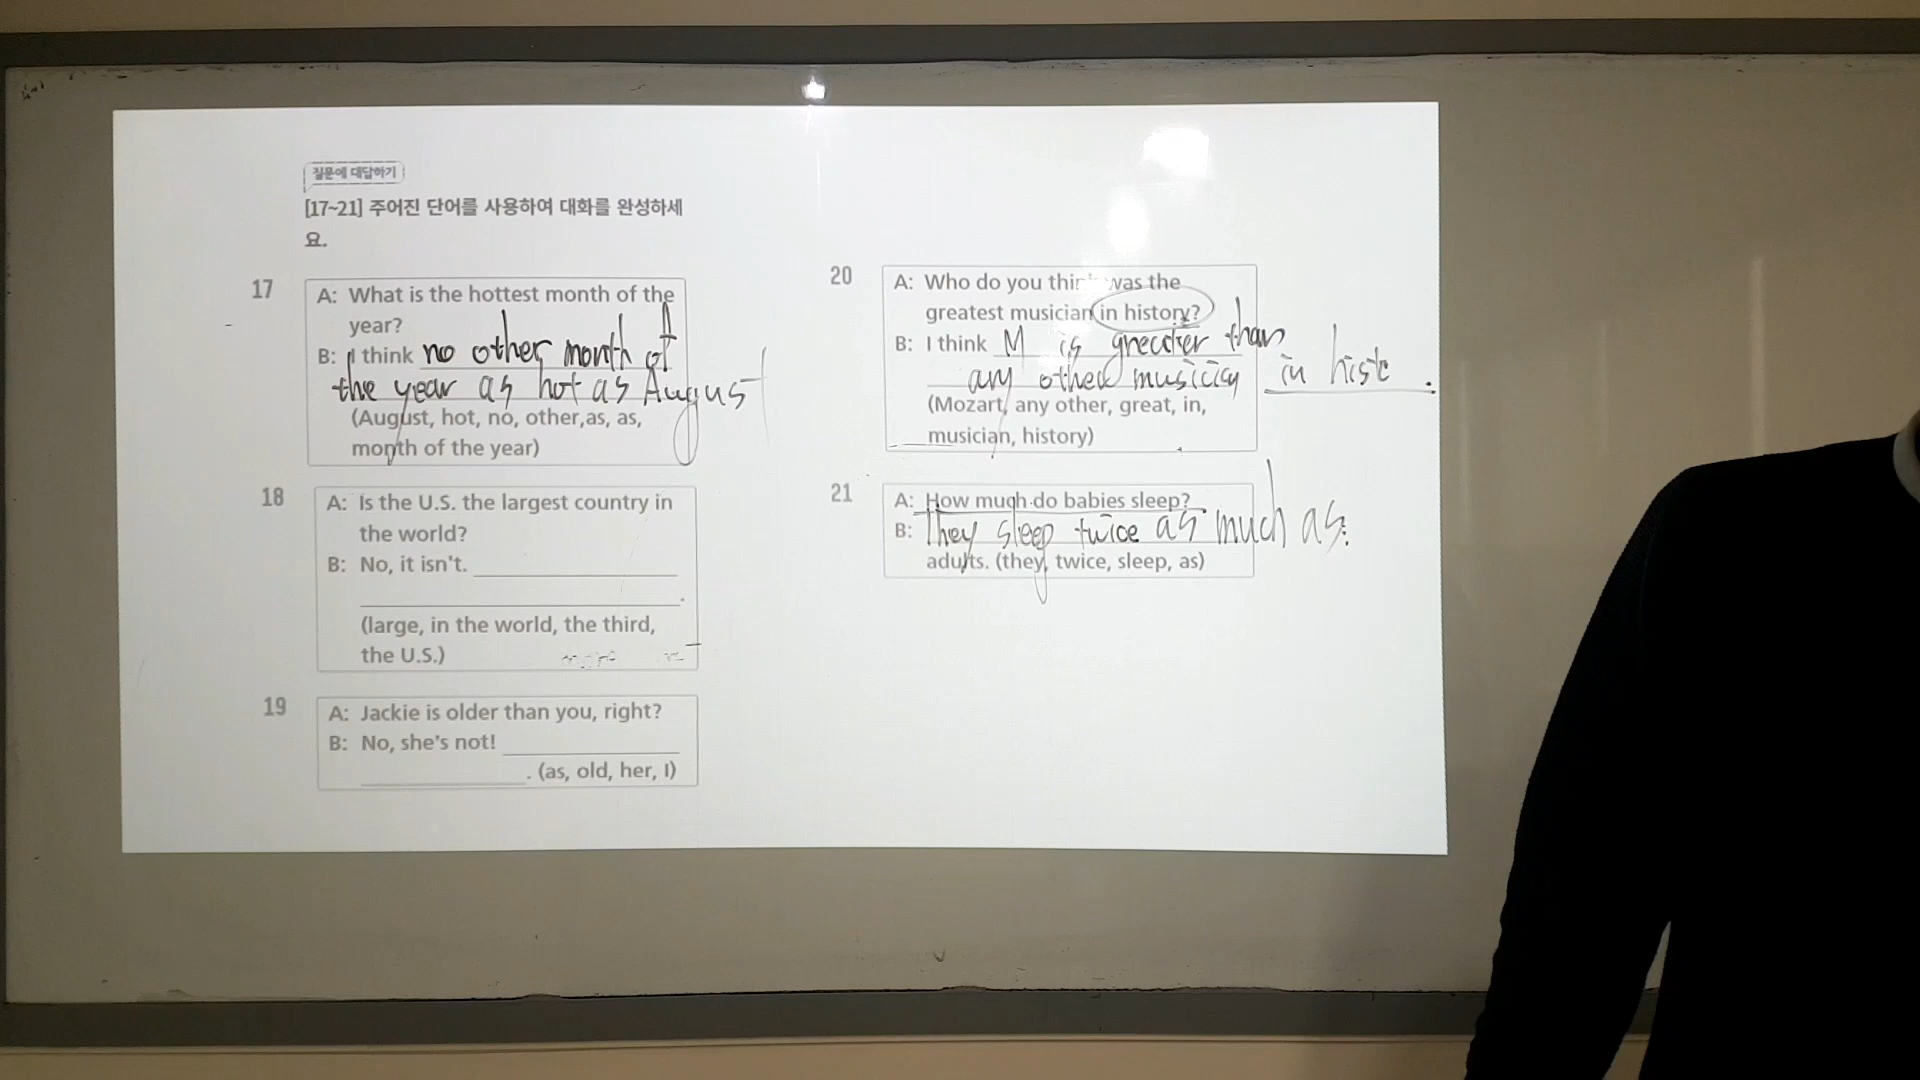 질문에 대답하기
[17~21] 주어진 단어를 사용하여 대화를 완성하세
요.
17
A: What is the hottest month of the
year?
B: I think no other month of
the year as hot as August
(August, hot, no, other,as, as,
month of the year)
18
A: Is the U.S. the largest country in
the world?
B: No, it isn't.
.
(large, in the world, the third,
the U.S.)
19
A: Jackie is older than you, right?
B: No, she's not!
. (as, old, her, I)
20
A: Who do you think was the
greatest musician in history?
B: I think M is greater than
any other musician in hist .
(Mozart, any other, great, in,
musician, history)
21
A: How much do babies sleep?
B: They sleep twice as much as
adults. (they, twice, sleep, as)